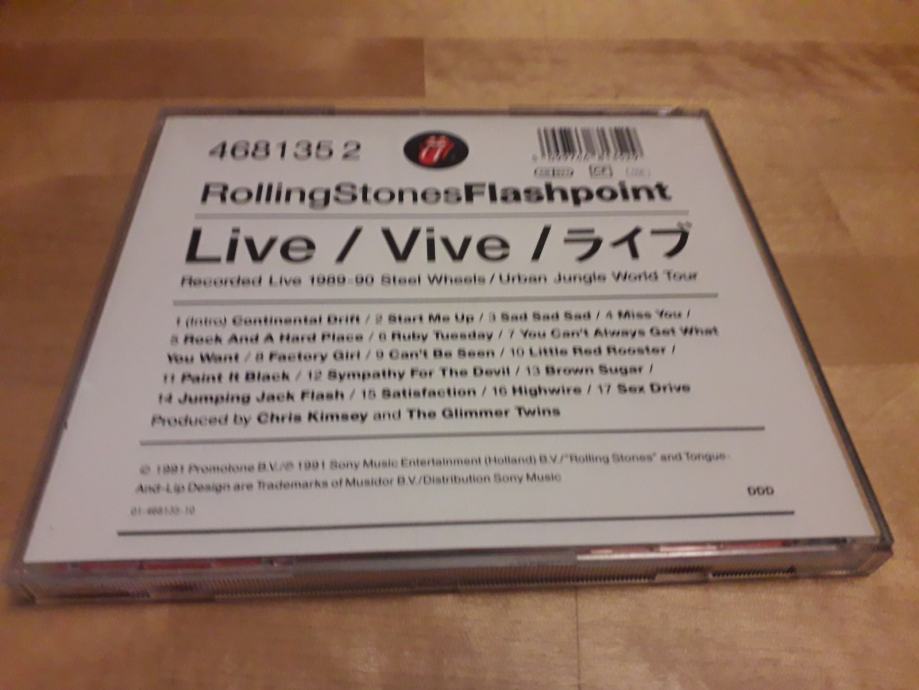 468135 2
RollingStonesFlashpoint
Live / Vive / ライブ
Recorded Live 1989-90 Steel Wheels / Urban Jungle World Tour
1 (Intro) Continental Drift / 2 Start Me Up / 3 Sad Sad Sad / 4 Miss You /
5 Rock And A Hard Place / 6 Ruby Tuesday / 7 You Can't Always Get What
You Want / 8 Factory Girl / 9 Can't Be Seen / 10 Little Red Rooster /
11 Paint It Black / 12 Sympathy For The Devil / 13 Brown Sugar /
14 Jumping Jack Flash / 15 Satisfaction / 16 Highwire / 17 Sex Drive
Produced by Chris Kimsey and The Glimmer Twins
© 1991 Promotone B.V./℗ 1991 Sony Music Entertainment (Holland) B.V./"Rolling Stones" and Tongue-
And-Lip Design are Trademarks of Musidor B.V./Distribution Sony Music
DDD
01-468135-10